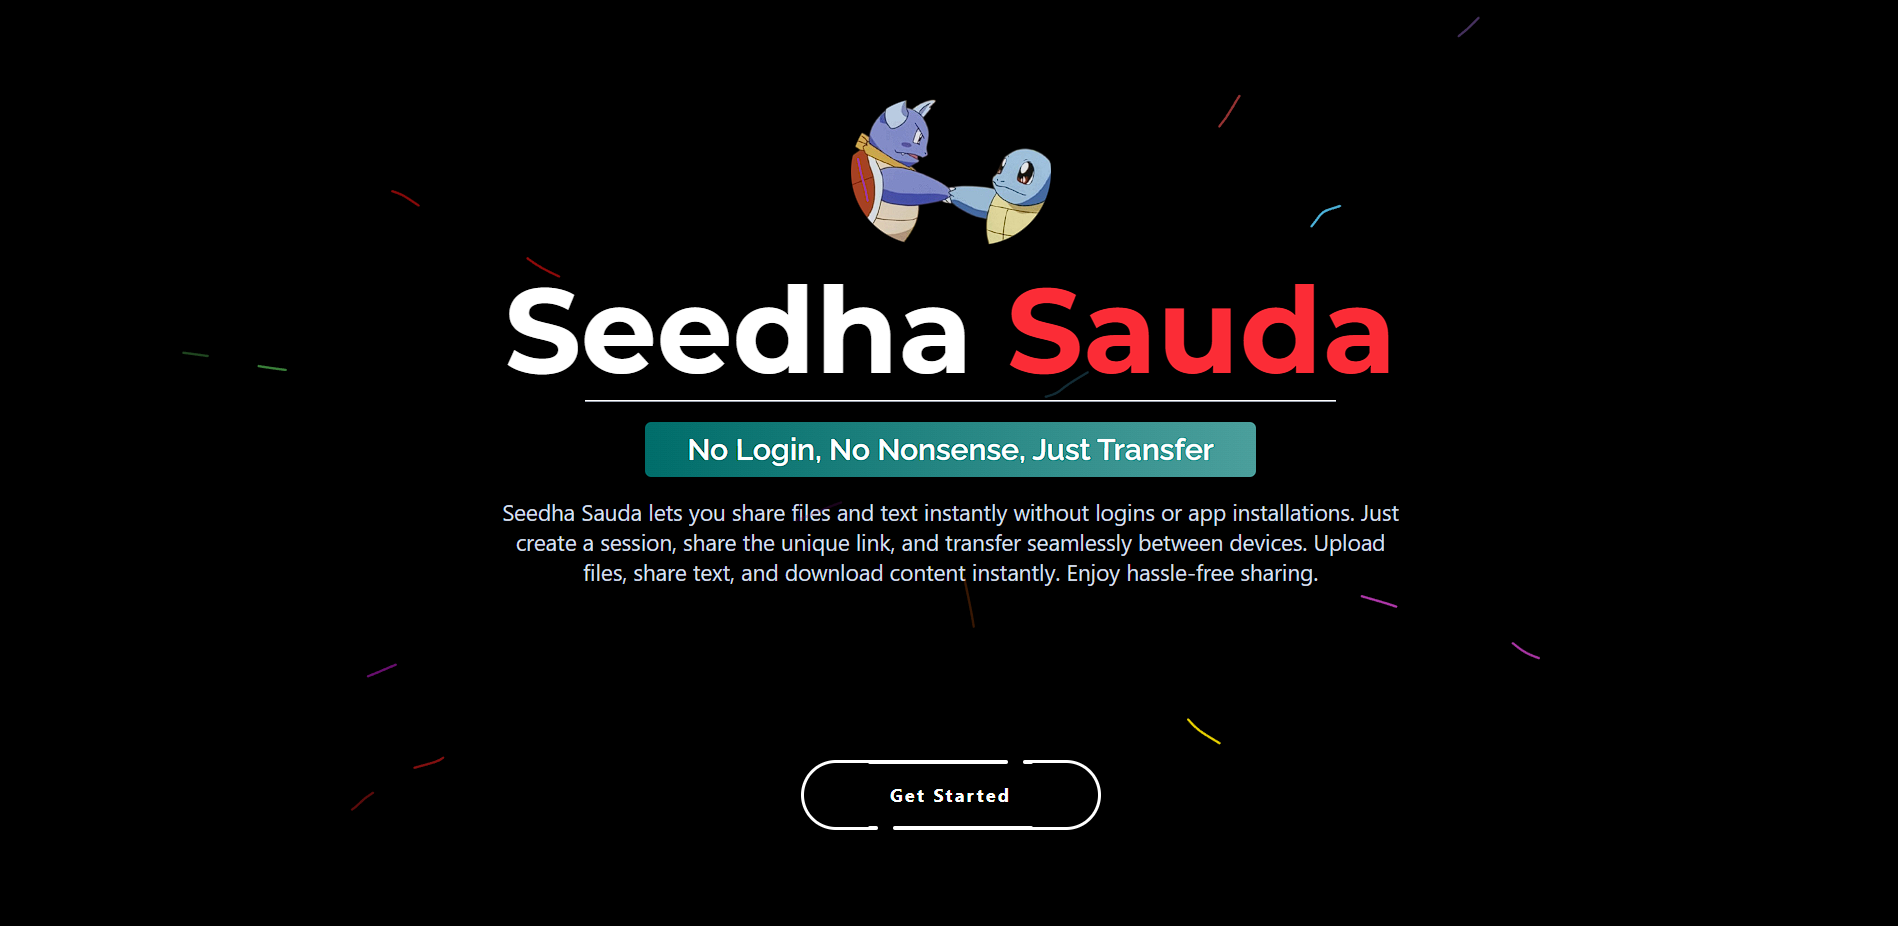 Seedha Sauda
No Login, No Nonsense, Just Transfer
Seedha Sauda lets you share files and text instantly without logins or app installations. Just
create a session, share the unique link, and transfer seamlessly between devices. Upload
files, share text, and download content instantly. Enjoy hassle-free sharing.
Get Started